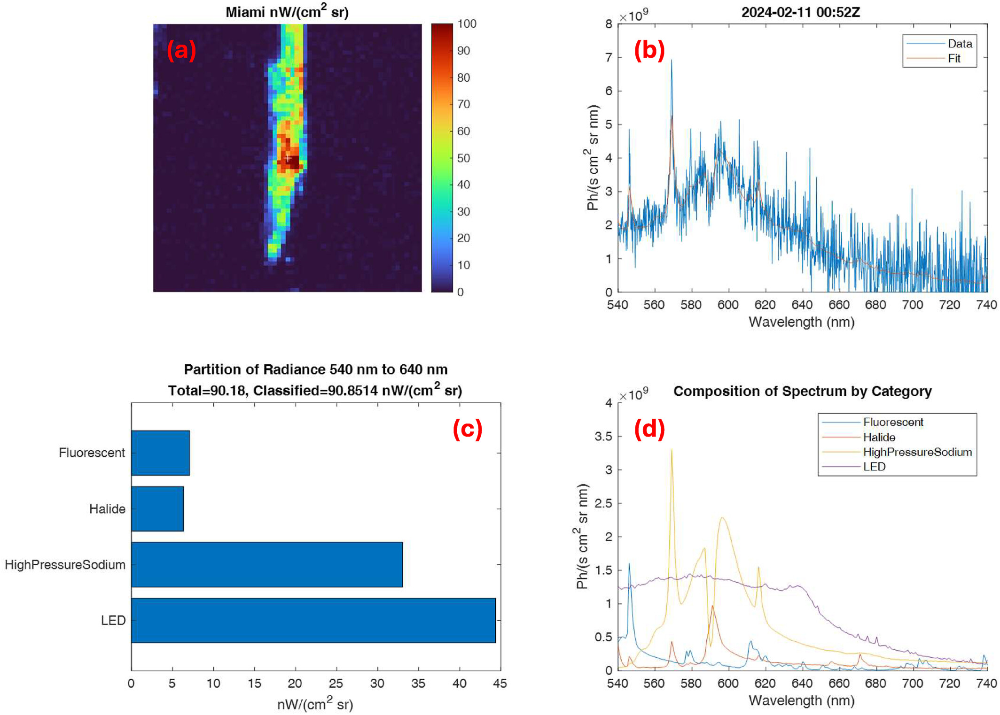 Miami nW/(cm² sr)
(a)
100
90
80
70
60
50
40
30
20
10
0
2024-02-11 00:52Z
×10⁹
(b)
Data
Fit
8
7
6
5
4
3
2
1
0
Ph/(s cm² sr nm)
540 560 580 600 620 640 660 680 700 720 740
Wavelength (nm)
Partition of Radiance 540 nm to 640 nm
Total=90.18, Classified=90.8514 nW/(cm² sr)
(c)
Fluorescent
Halide
HighPressureSodium
LED
0 5 10 15 20 25 30 35 40 45
nW/(cm² sr)
Composition of Spectrum by Category
×10⁹
(d)
Fluorescent
Halide
HighPressureSodium
LED
4
3.5
3
2.5
2
1.5
1
0.5
0
Ph/(s cm² sr nm)
540 560 580 600 620 640 660 680 700 720 740
Wavelength (nm)